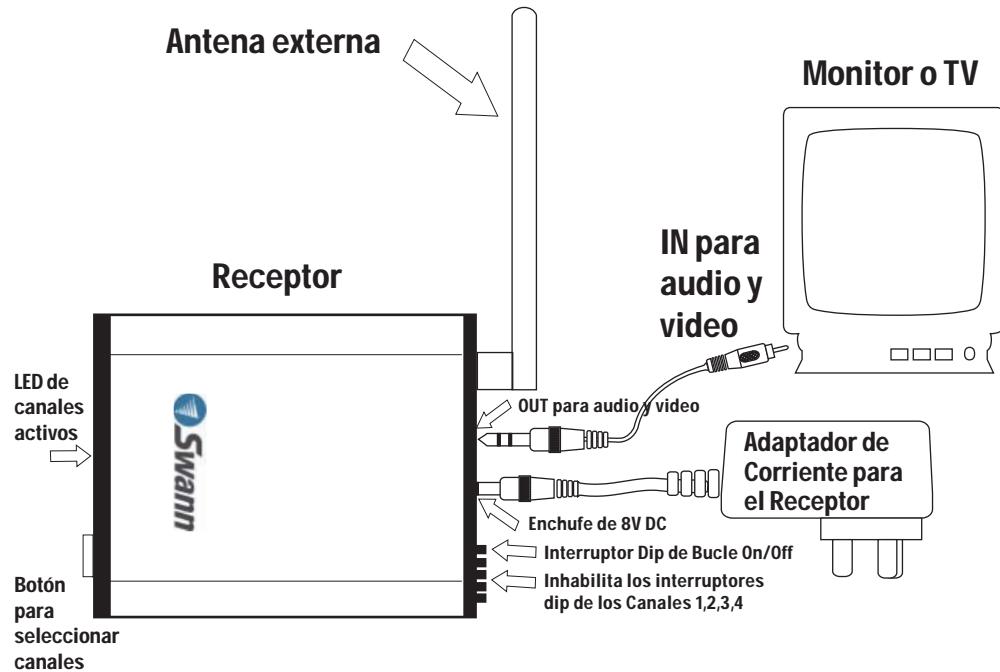 Antena externa
Monitor o TV
IN para
audio y
video
Receptor
LED de
canales
activos
Swann
OUT para audio y video
Adaptador de
Corriente para
el Receptor
Enchufe de 8V DC
Interruptor Dip de Bucle On/Off
Inhabilita los interruptores
dip de los Canales 1,2,3,4
Botón
para
seleccionar
canales